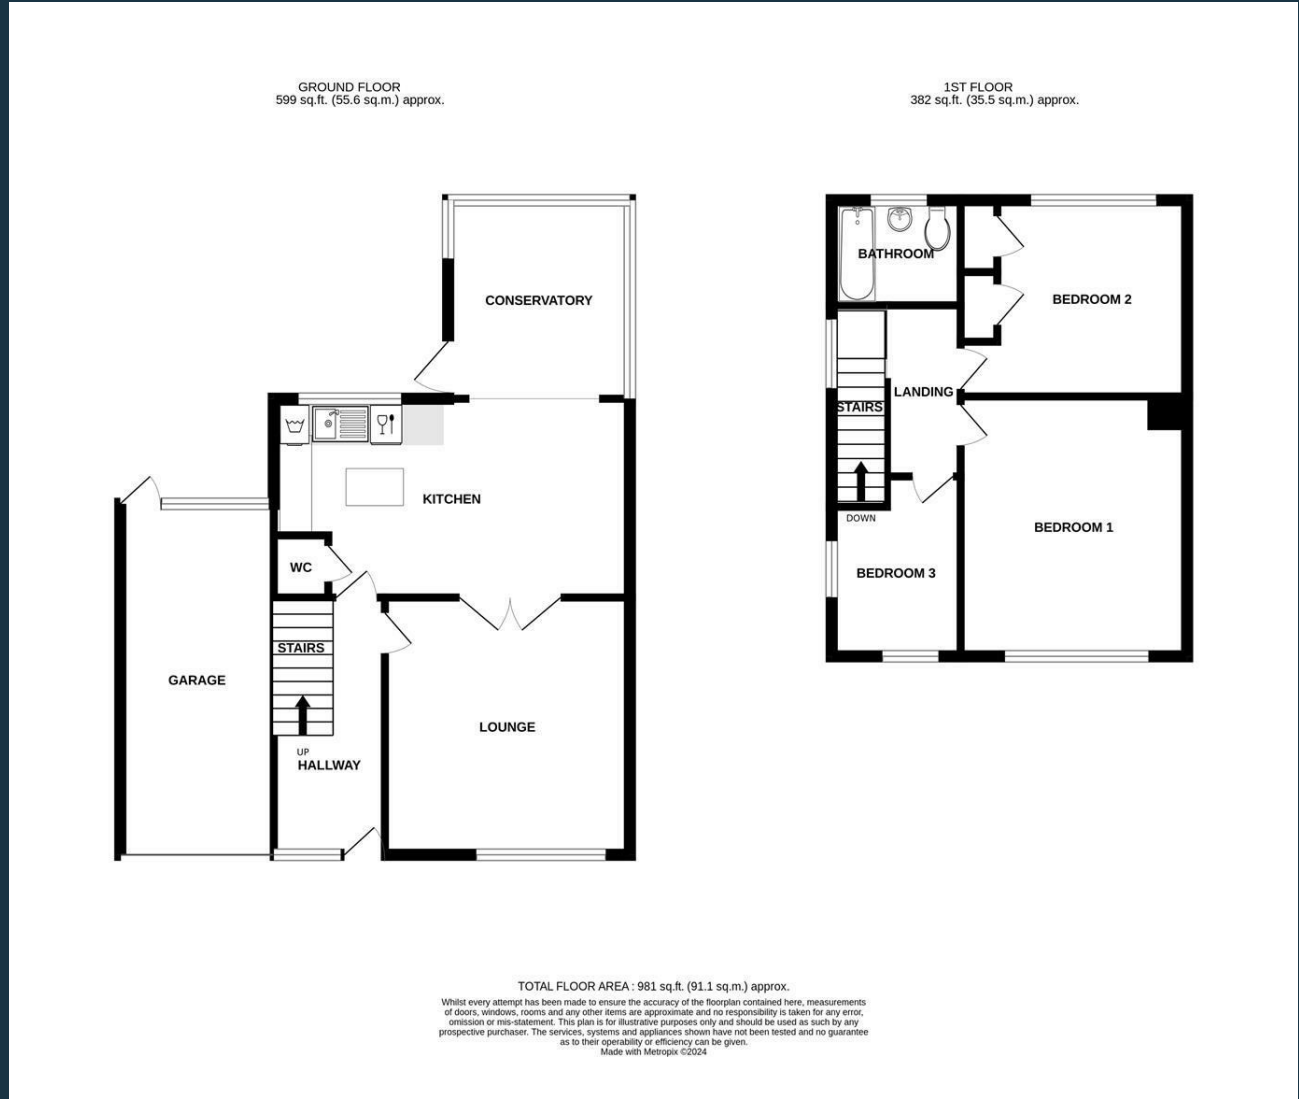 GROUND FLOOR
599 sq.ft. (55.6 sq.m.) approx.
1ST FLOOR
382 sq.ft. (35.5 sq.m.) approx.
CONSERVATORY
KITCHEN
WC
STAIRS
GARAGE
LOUNGE
UP
HALLWAY
BATHROOM
BEDROOM 2
LANDING
STAIRS
DOWN
BEDROOM 1
BEDROOM 3
TOTAL FLOOR AREA : 981 sq.ft. (91.1 sq.m.) approx.
Whilst every attempt has been made to ensure the accuracy of the floorplan contained here, measurements
of doors, windows, rooms and any other items are approximate and no responsibility is taken for any error,
omission or mis-statement. This plan is for illustrative purposes only and should be used as such by any
prospective purchaser. The services, systems and appliances shown have not been tested and no guarantee
as to their operability or efficiency can be given.
Made with Metropix ©2024